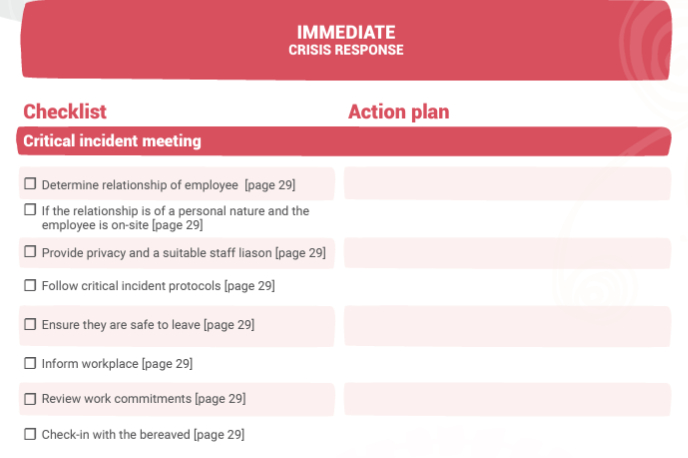 IMMEDIATE
CRISIS RESPONSE
Checklist
Action plan
Critical incident meeting
☐ Determine relationship of employee [page 29]
☐ If the relationship is of a personal nature and the
employee is on-site [page 29]
☐ Provide privacy and a suitable staff liason [page 29]
☐ Follow critical incident protocols [page 29]
☐ Ensure they are safe to leave [page 29]
☐ Inform workplace [page 29]
☐ Review work commitments [page 29]
☐ Check-in with the bereaved [page 29]